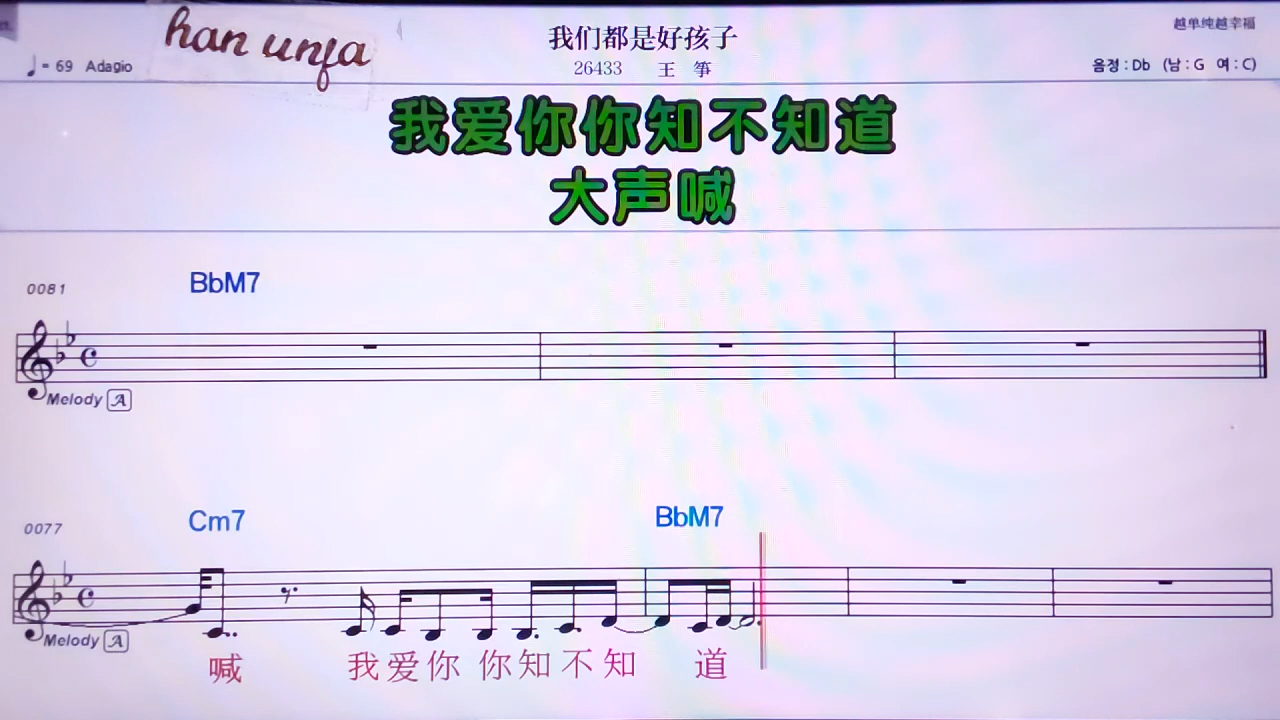 han unfa
我们都是好孩子
越单纯越幸福
♩= 69 Adagio
26433 王 筝
음정 : Db (남 : G 여 : C)
我爱你你知不知道
大声喊
0081
BbM7
Melody A
0077
Cm7 BbM7
Melody A
喊 我爱你 你知不知 道